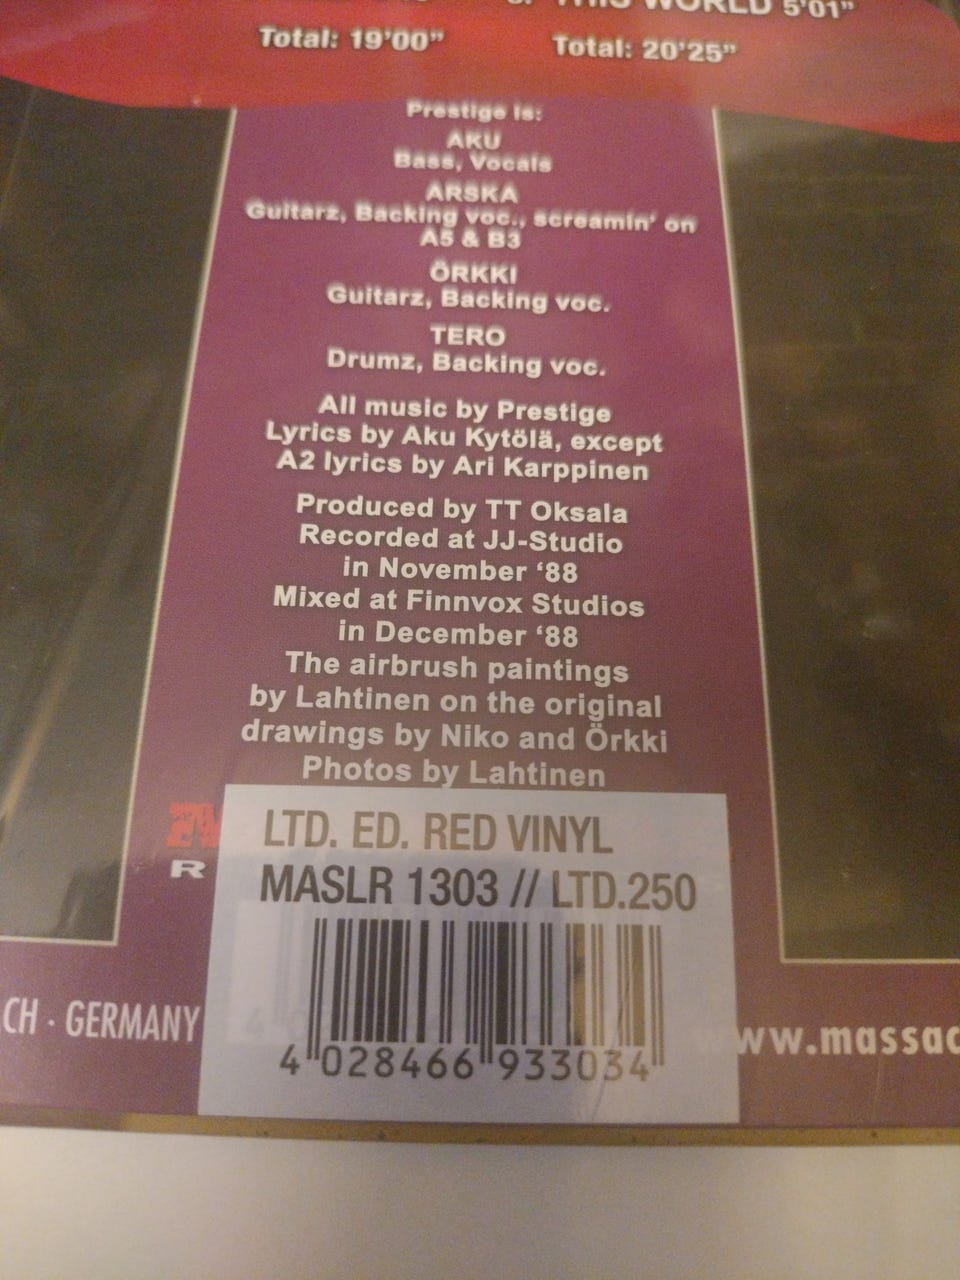 THIS WORLD 5'01"
Total: 19'00"
Total: 20'25"
Prestige is:
AKU
Bass, Vocals
ARSKA
Guitarz, Backing voc., screamin' on
A5 & B3
ÖRKKI
Guitarz, Backing voc.
TERO
Drumz, Backing voc.
All music by Prestige
Lyrics by Aku Kytölä, except
A2 lyrics by Ari Karppinen
Produced by TT Oksala
Recorded at JJ-Studio
in November ‘88
Mixed at Finnvox Studios
in December ‘88
The airbrush paintings
by Lahtinen on the original
drawings by Niko and Örkki
Photos by Lahtinen
LTD. ED. RED VINYL
R
MASLR 1303 // LTD.250
CH · GERMANY
www.massac
4 028466 933034